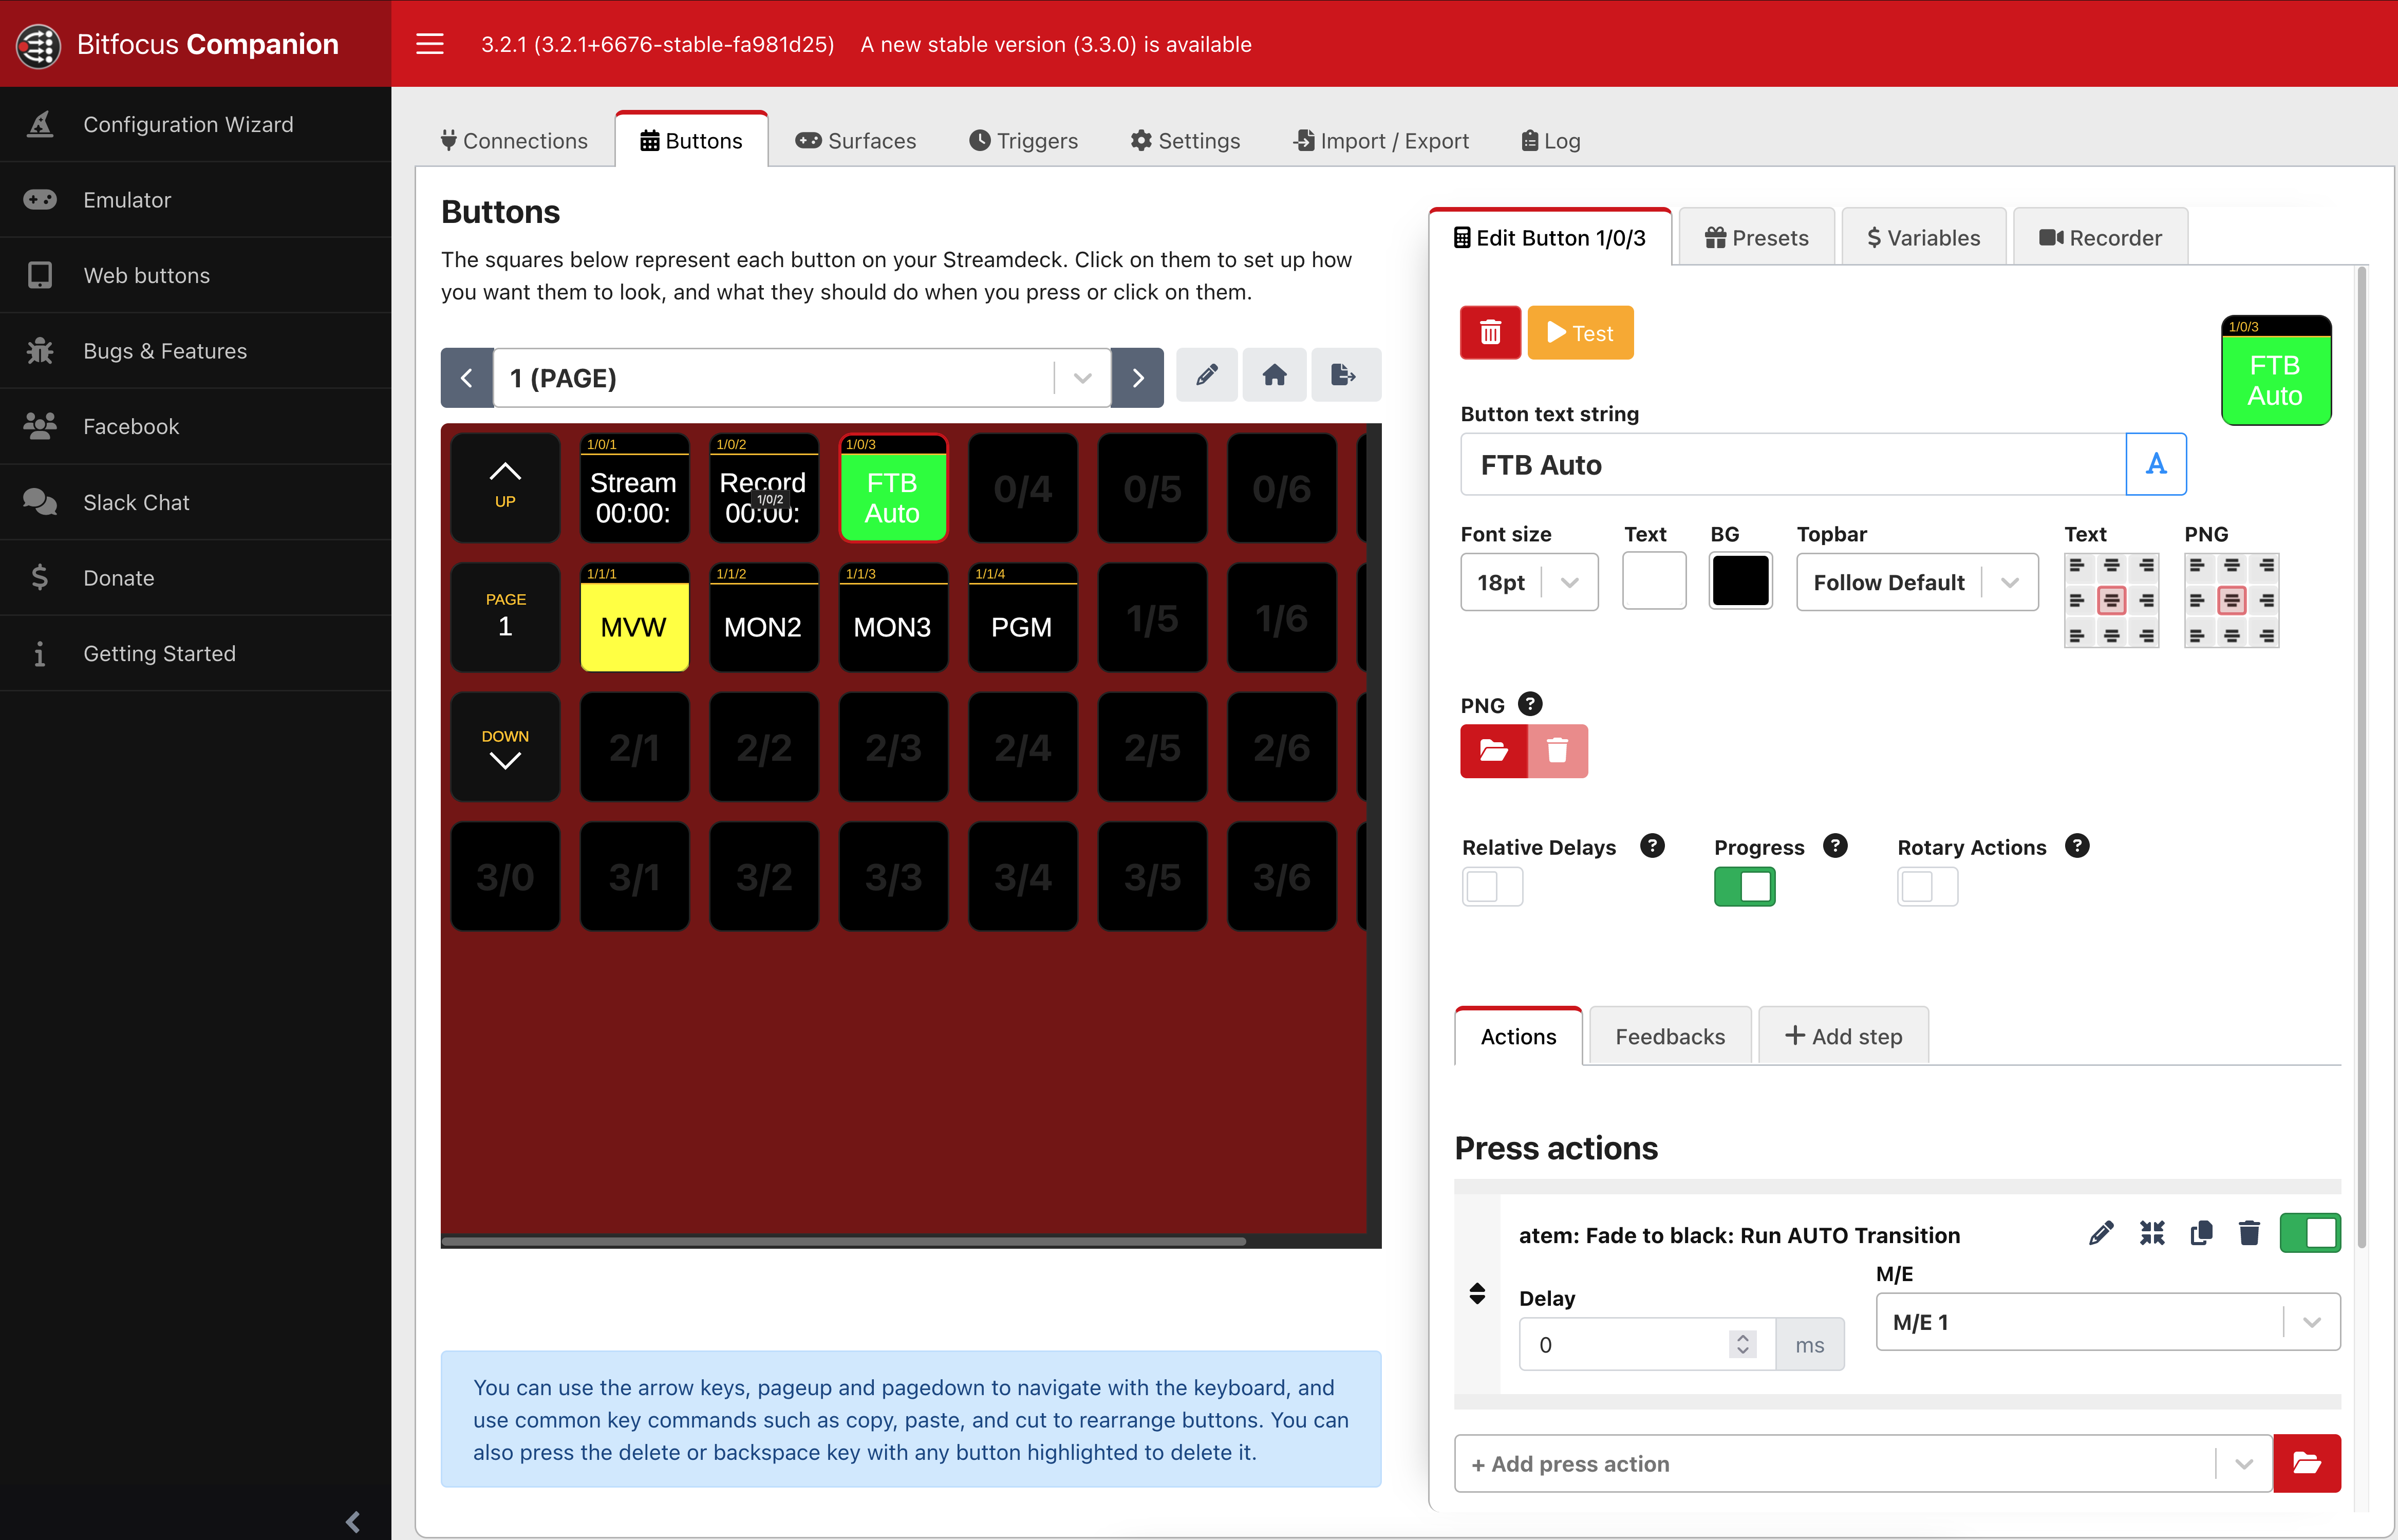 Bitfocus Companion
3.2.1 (3.2.1+6676-stable-fa981d25) A new stable version (3.3.0) is available
Configuration Wizard
Emulator
Web buttons
Bugs & Features
Facebook
Slack Chat
Donate
Getting Started
Connections
Buttons
Surfaces
Triggers
Settings
Import / Export
Log
Buttons
The squares below represent each button on your Streamdeck. Click on them to set up how
you want them to look, and what they should do when you press or click on them.
1 (PAGE)
UP
1/0/1
Stream
00:00:
1/0/2
Record
00:00:
1/0/2
1/0/3
FTB
Auto
0/4
0/5
0/6
PAGE
1
1/1/1
MVW
1/1/2
MON2
1/1/3
MON3
1/1/4
PGM
1/5
1/6
DOWN
2/1
2/2
2/3
2/4
2/5
2/6
3/0
3/1
3/2
3/3
3/4
3/5
3/6
You can use the arrow keys, pageup and pagedown to navigate with the keyboard, and
use common key commands such as copy, paste, and cut to rearrange buttons. You can
also press the delete or backspace key with any button highlighted to delete it.
Edit Button 1/0/3
Presets
$ Variables
Recorder
Test
1/0/3
FTB
Auto
Button text string
FTB Auto
A
Font size
Text
BG
Topbar
Text
PNG
18pt
Follow Default
PNG ?
Relative Delays ?
Progress ?
Rotary Actions ?
Actions
Feedbacks
+ Add step
Press actions
atem: Fade to black: Run AUTO Transition
Delay
0
ms
M/E
M/E 1
+ Add press action